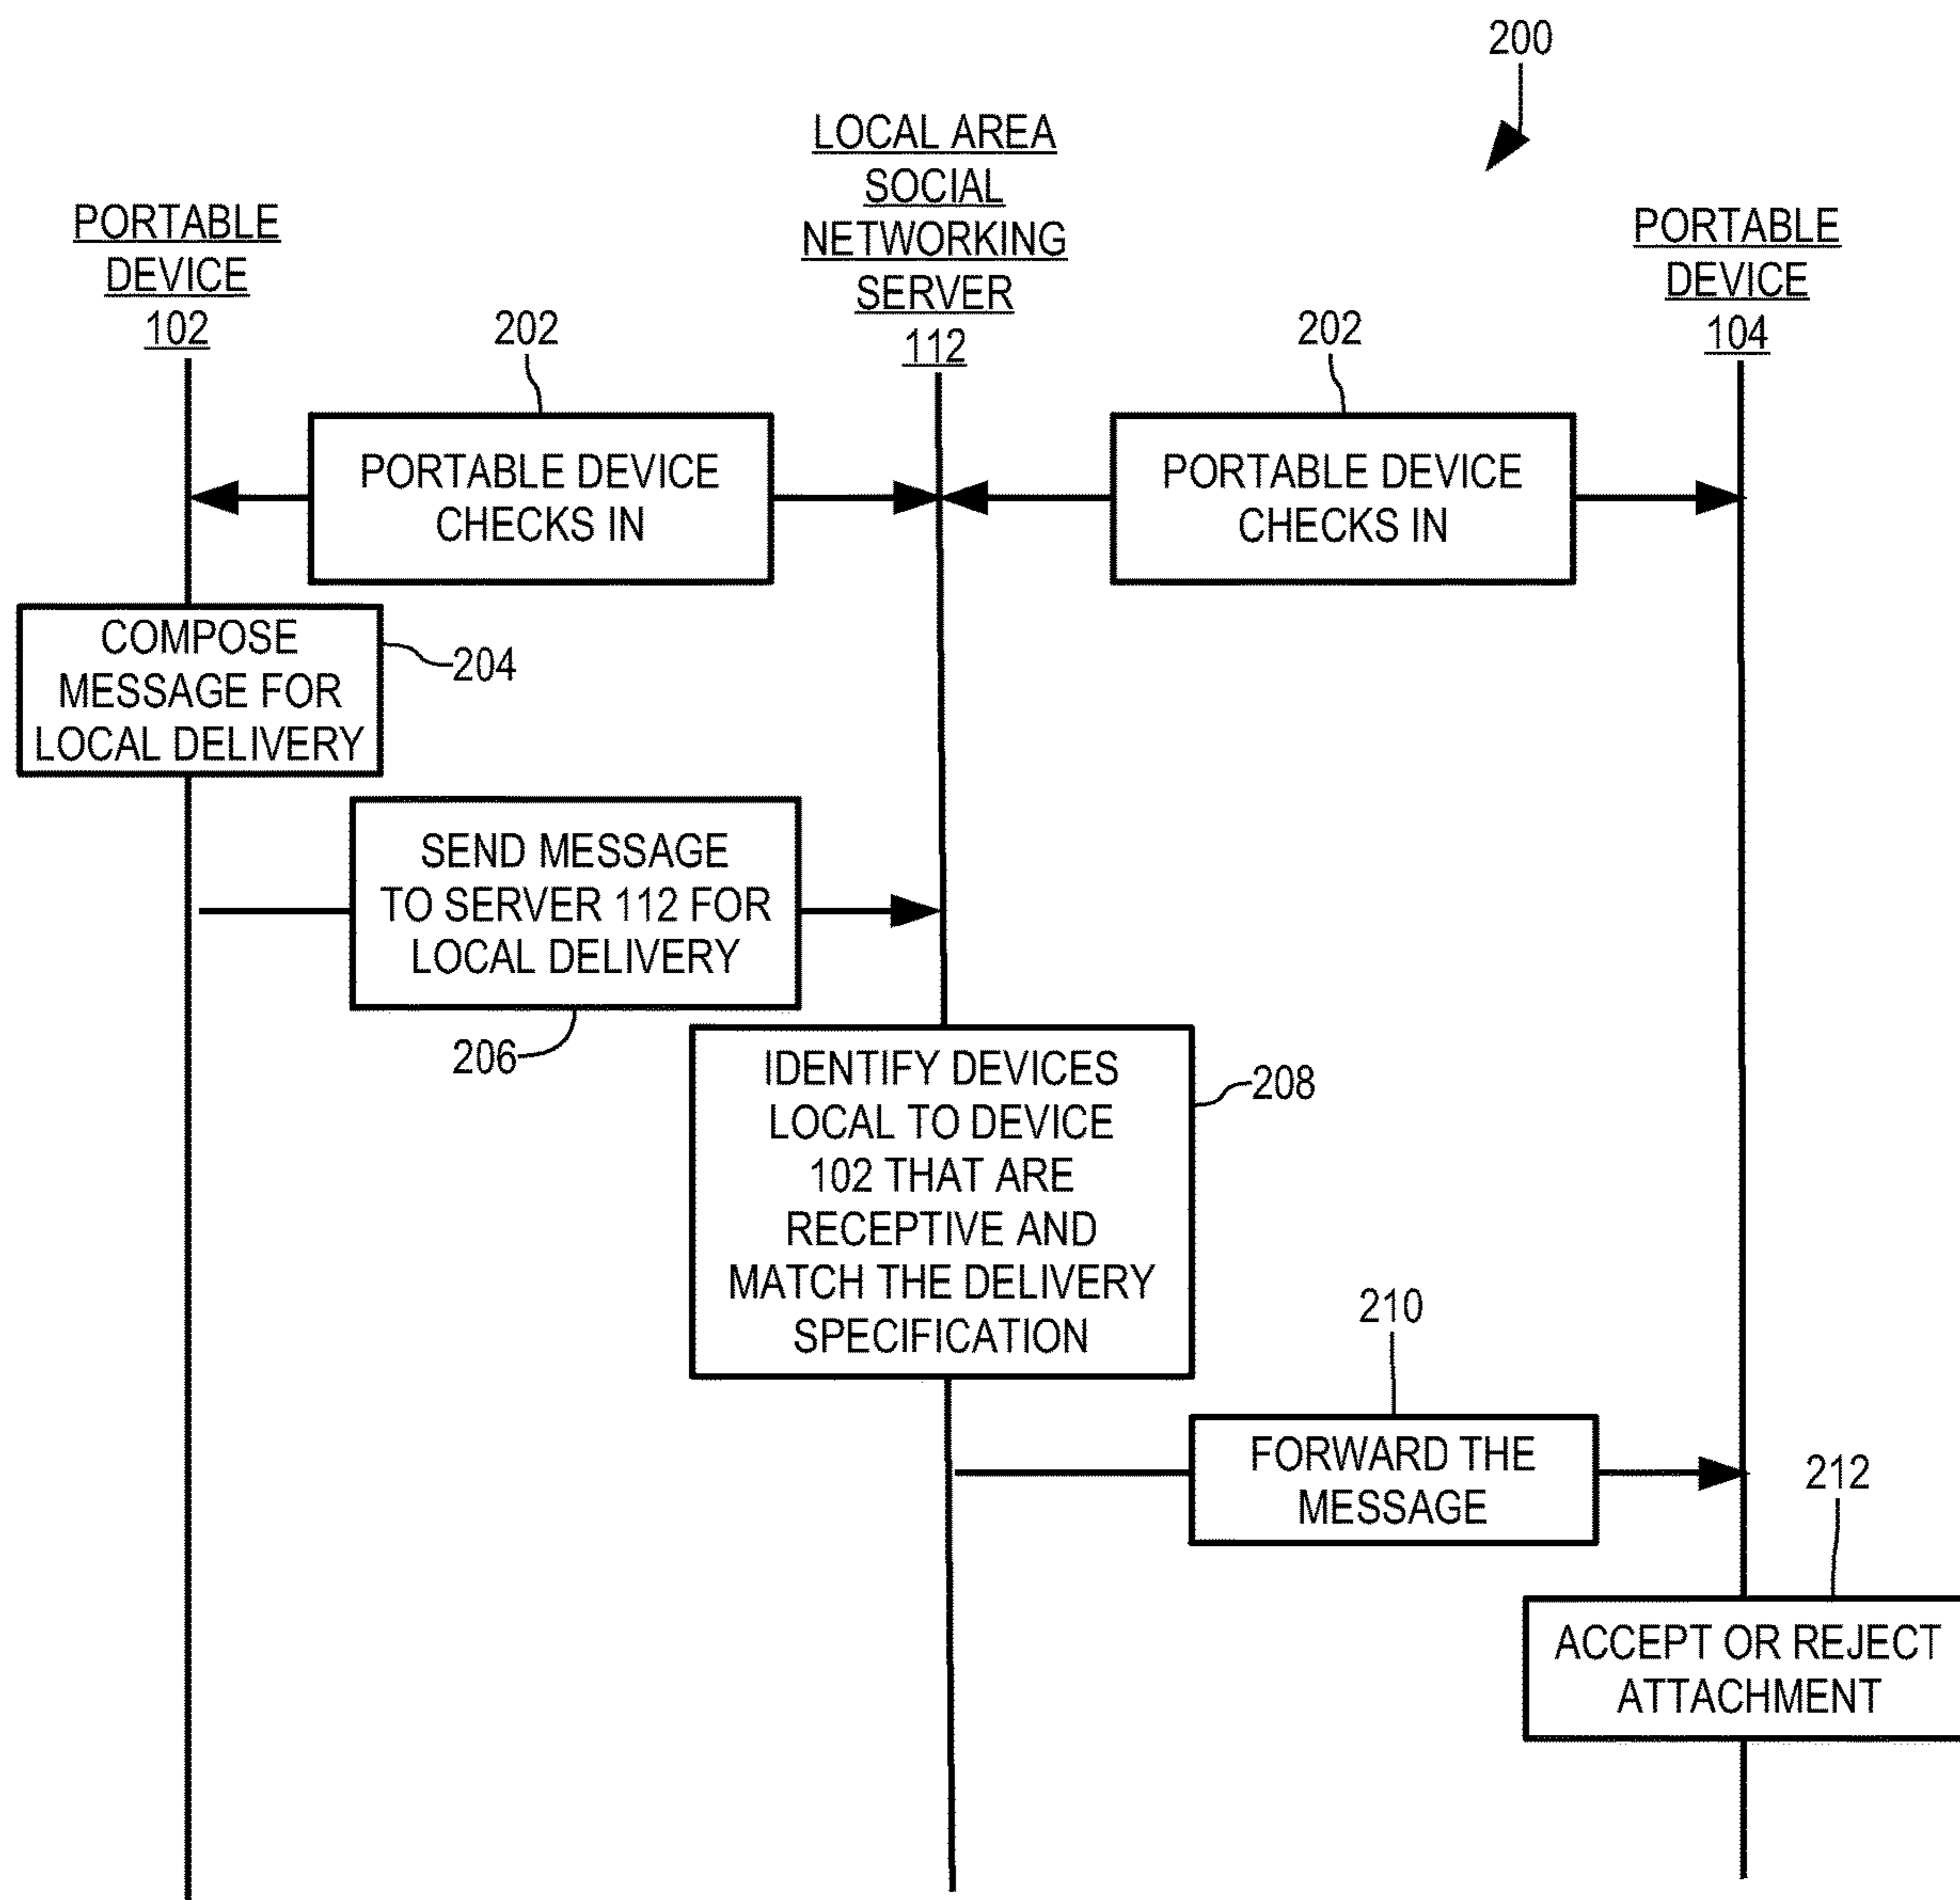 200
LOCAL AREA
SOCIAL
NETWORKING
SERVER
112
PORTABLE
DEVICE
102
PORTABLE
DEVICE
104
202
202
PORTABLE DEVICE
CHECKS IN
PORTABLE DEVICE
CHECKS IN
COMPOSE
MESSAGE FOR
LOCAL DELIVERY
204
SEND MESSAGE
TO SERVER 112 FOR
LOCAL DELIVERY
206
IDENTIFY DEVICES
LOCAL TO DEVICE
102 THAT ARE
RECEPTIVE AND
MATCH THE DELIVERY
SPECIFICATION
208
210
FORWARD THE
MESSAGE
212
ACCEPT OR REJECT
ATTACHMENT